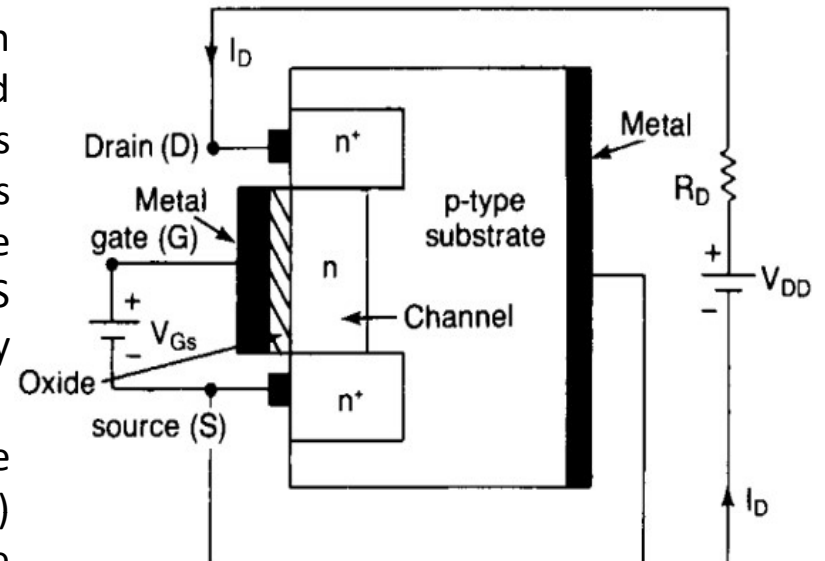 n
d
s
s
e
S
y
e
)
I_D
Drain (D)
n⁺
Metal
Metal
gate (G)
p-type
substrate
R_D
+
V_DD
-
n
+
V_Gs
-
Channel
Oxide
n⁺
source (S)
I_D